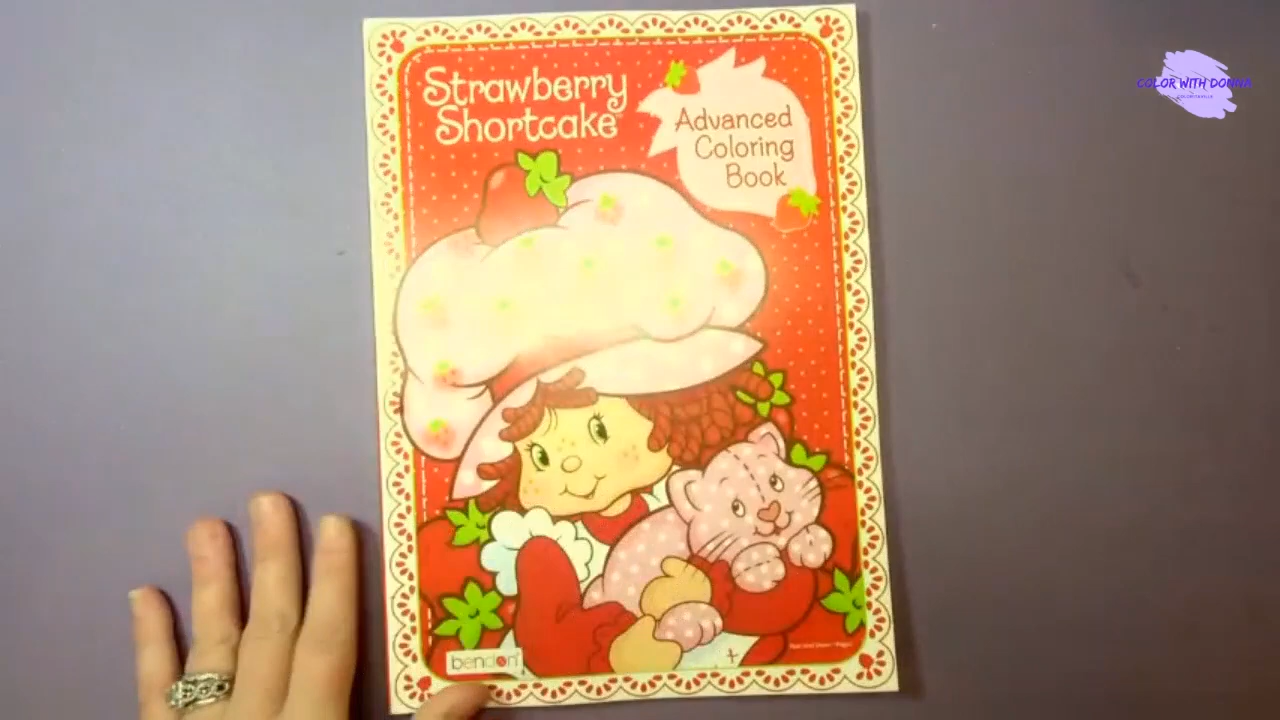 Strawberry
Shortcake
Advanced
Coloring
Book
COLOR WITH DONNA
bendon